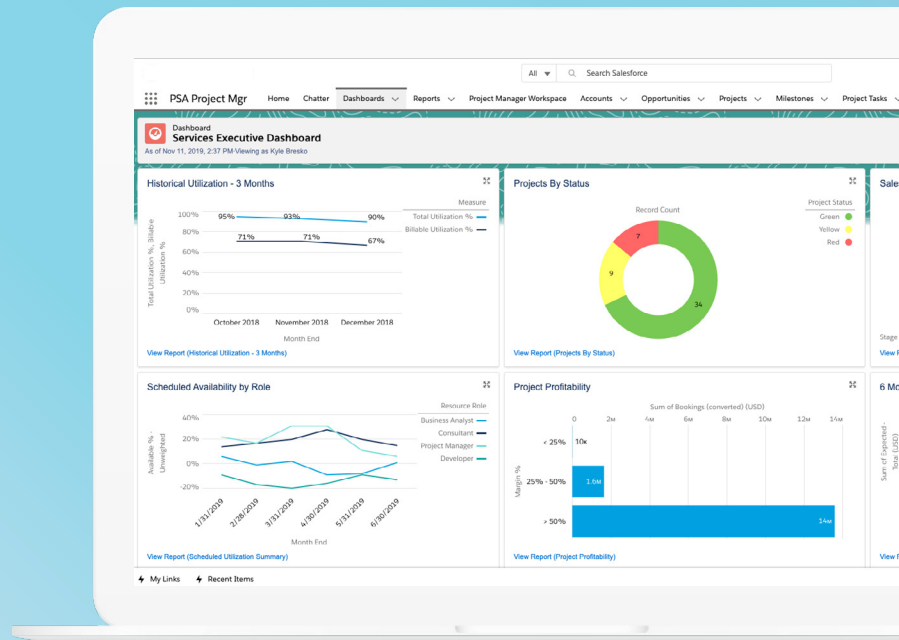 All
Search Salesforce
PSA Project Mgr
Home
Chatter
Dashboards
Reports
Project Manager Workspace
Accounts
Opportunities
Projects
Milestones
Project Tasks
Dashboard
Services Executive Dashboard
As of Nov 11, 2019, 2:37 PM·Viewing as Kyle Bresko
Historical Utilization - 3 Months
Measure
Total Utilization %
Billable Utilization %
Total Utilization %, Billable
Utilization %
100%
80%
60%
40%
20%
0%
95%
93%
90%
71%
71%
67%
October 2018
November 2018
December 2018
Month End
View Report (Historical Utilization - 3 Months)
Projects By Status
Record Count
7
9
34
Project Status
Green
Yellow
Red
View Report (Projects By Status)
Sales
Stage
View R
Scheduled Availability by Role
Resource Role
Business Analyst
Consultant
Project Manager
Developer
Available % -
Unweighted
40%
20%
0%
-20%
1/31/2019
2/28/2019
3/31/2019
4/30/2019
5/31/2019
6/30/2019
Month End
View Report (Scheduled Utilization Summary)
Project Profitability
Sum of Bookings (converted) (USD)
0
2M
4M
6M
8M
10M
12M
14M
Margin %
< 25%
25% - 50%
> 50%
10K
1.6M
14M
View Report (Project Profitability)
6 Mo
Sum of Expected -
Total (USD)
View R
My Links
Recent Items